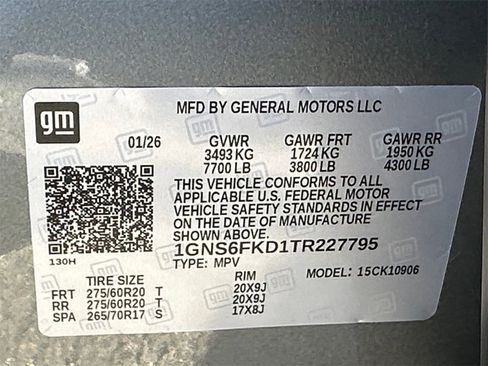 gm
MFD BY GENERAL MOTORS LLC
01/26 GVWR GAWR FRT GAWR RR
3493 KG 1724 KG 1950 KG
7700 LB 3800 LB 4300 LB
THIS VEHICLE CONFORMS TO ALL
APPLICABLE U.S. FEDERAL MOTOR
VEHICLE SAFETY STANDARDS IN EFFECT
ON THE DATE OF MANUFACTURE
SHOWN ABOVE.
1GNS6FKD1TR227795
130H TYPE: MPV MODEL: 15CK10906
TIRE SIZE RIM
FRT 275/60R20 T 20X9J
RR 275/60R20 T 20X9J
SPA 265/70R17 S 17X8J